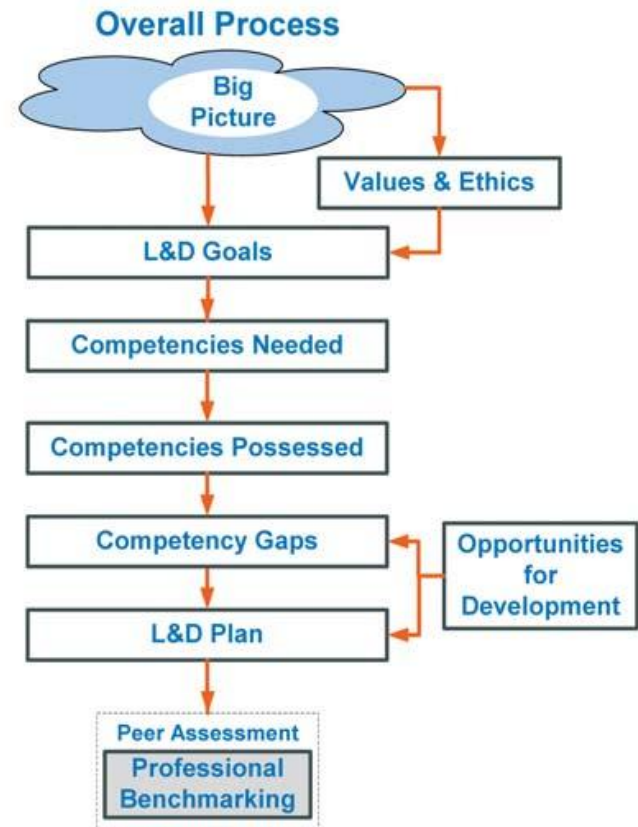 Overall Process
Big
Picture
Values & Ethics
L&D Goals
Competencies Needed
Competencies Possessed
Competency Gaps
Opportunities
for
Development
L&D Plan
Peer Assessment
Professional
Benchmarking